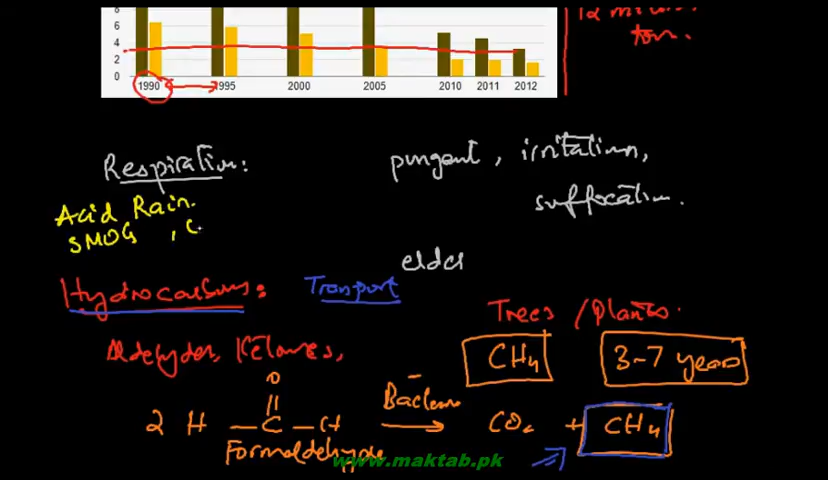 8
6
4
2
0
1990 1995 2000 2005 2010 2011 2012
12 million
ton.
Respiration: pungent, irritation,
suffocation.
Acid Rain.
SMOG , C
elder
Hydrocarbons: Transport
Trees / Plants.
Aldehydes, Ketones, CH4 3-7 years
O
||
2 H - C - H Bacteria CO2 + CH4
Formaldehyde
www.maktab.pk